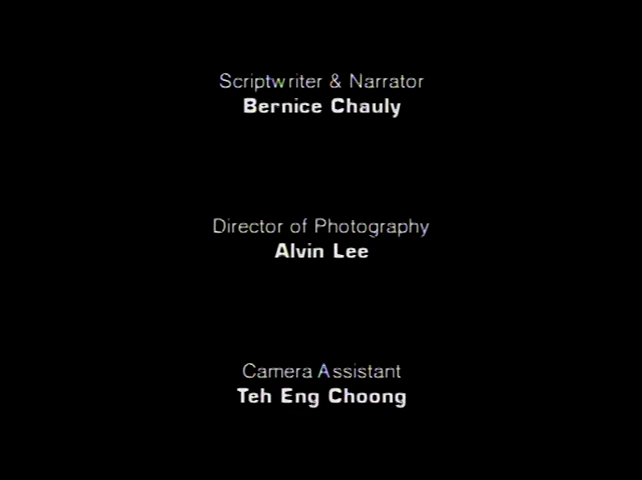 Scriptwriter & Narrator
Bernice Chauly
Director of Photography
Alvin Lee
Camera Assistant
Teh Eng Choong